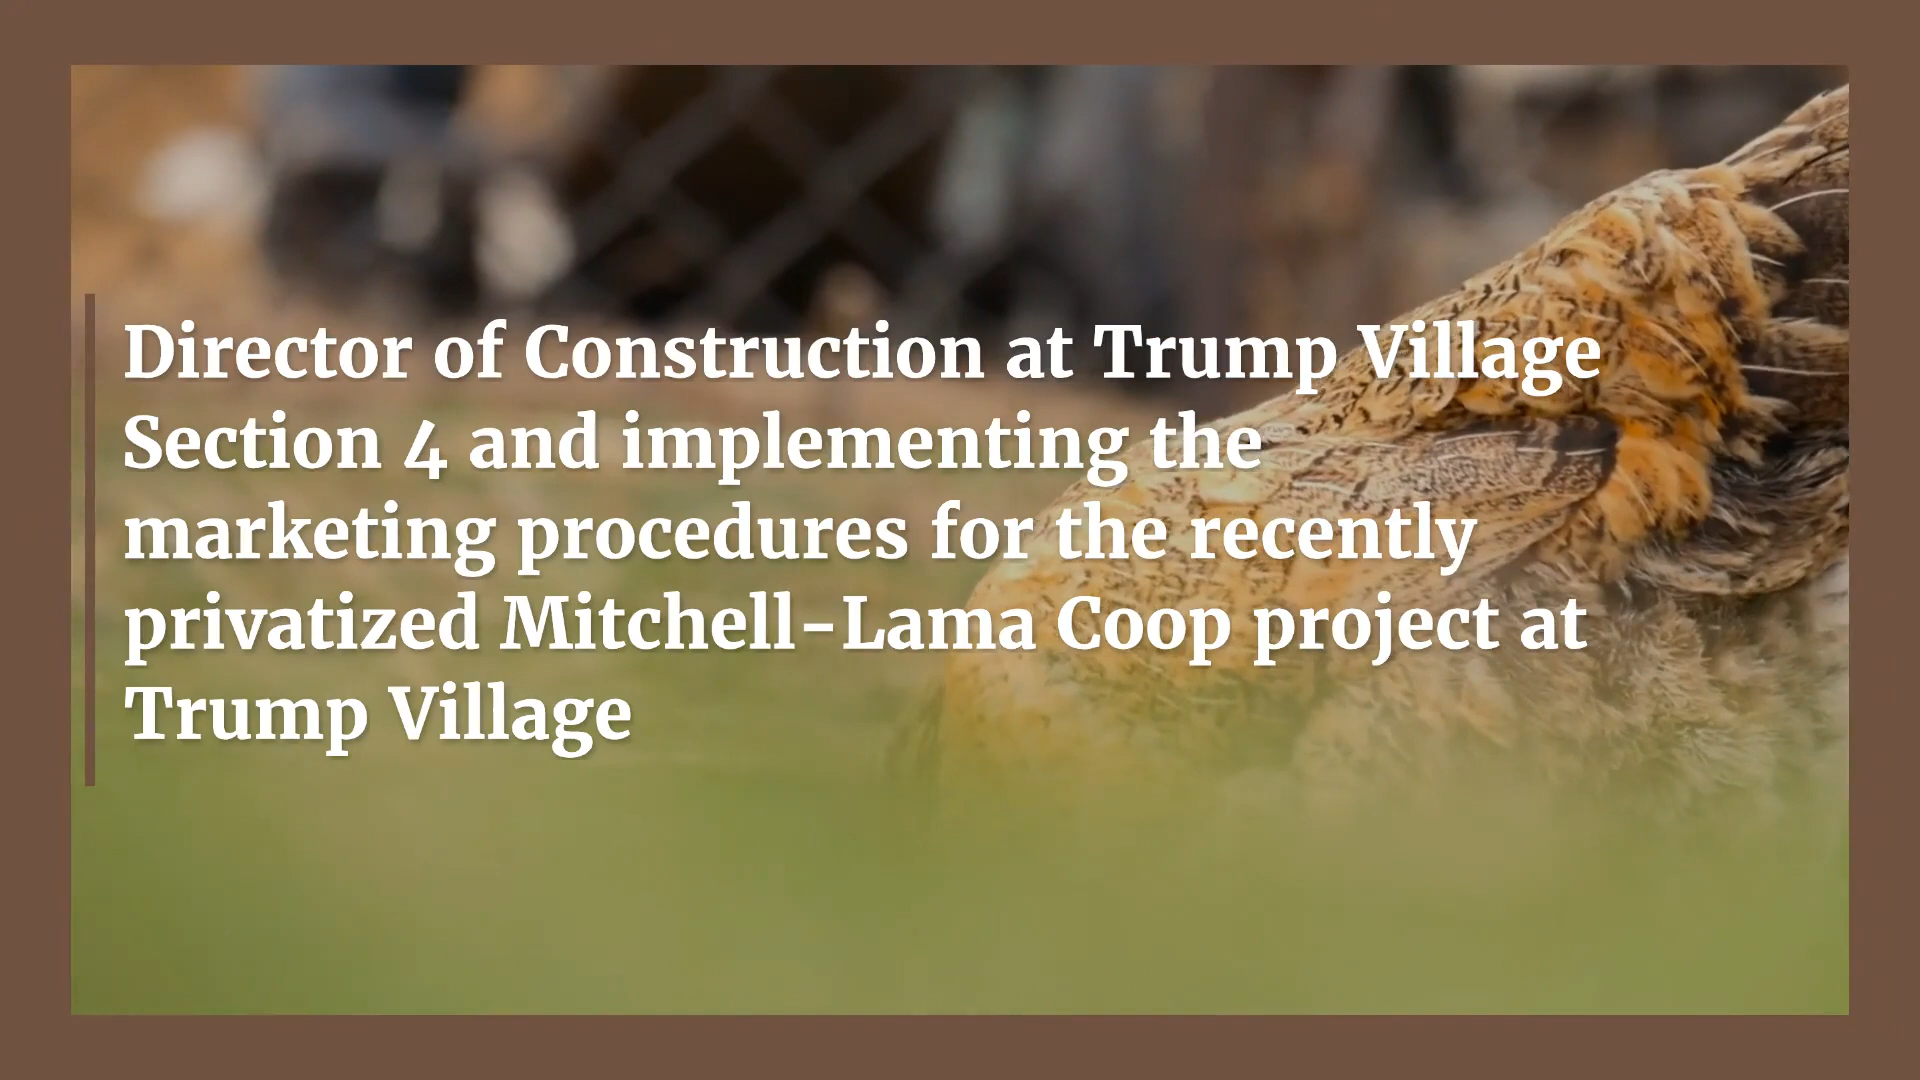 Director of Construction at Trump Village
Section 4 and implementing the
marketing procedures for the recently
privatized Mitchell-Lama Coop project at
Trump Village